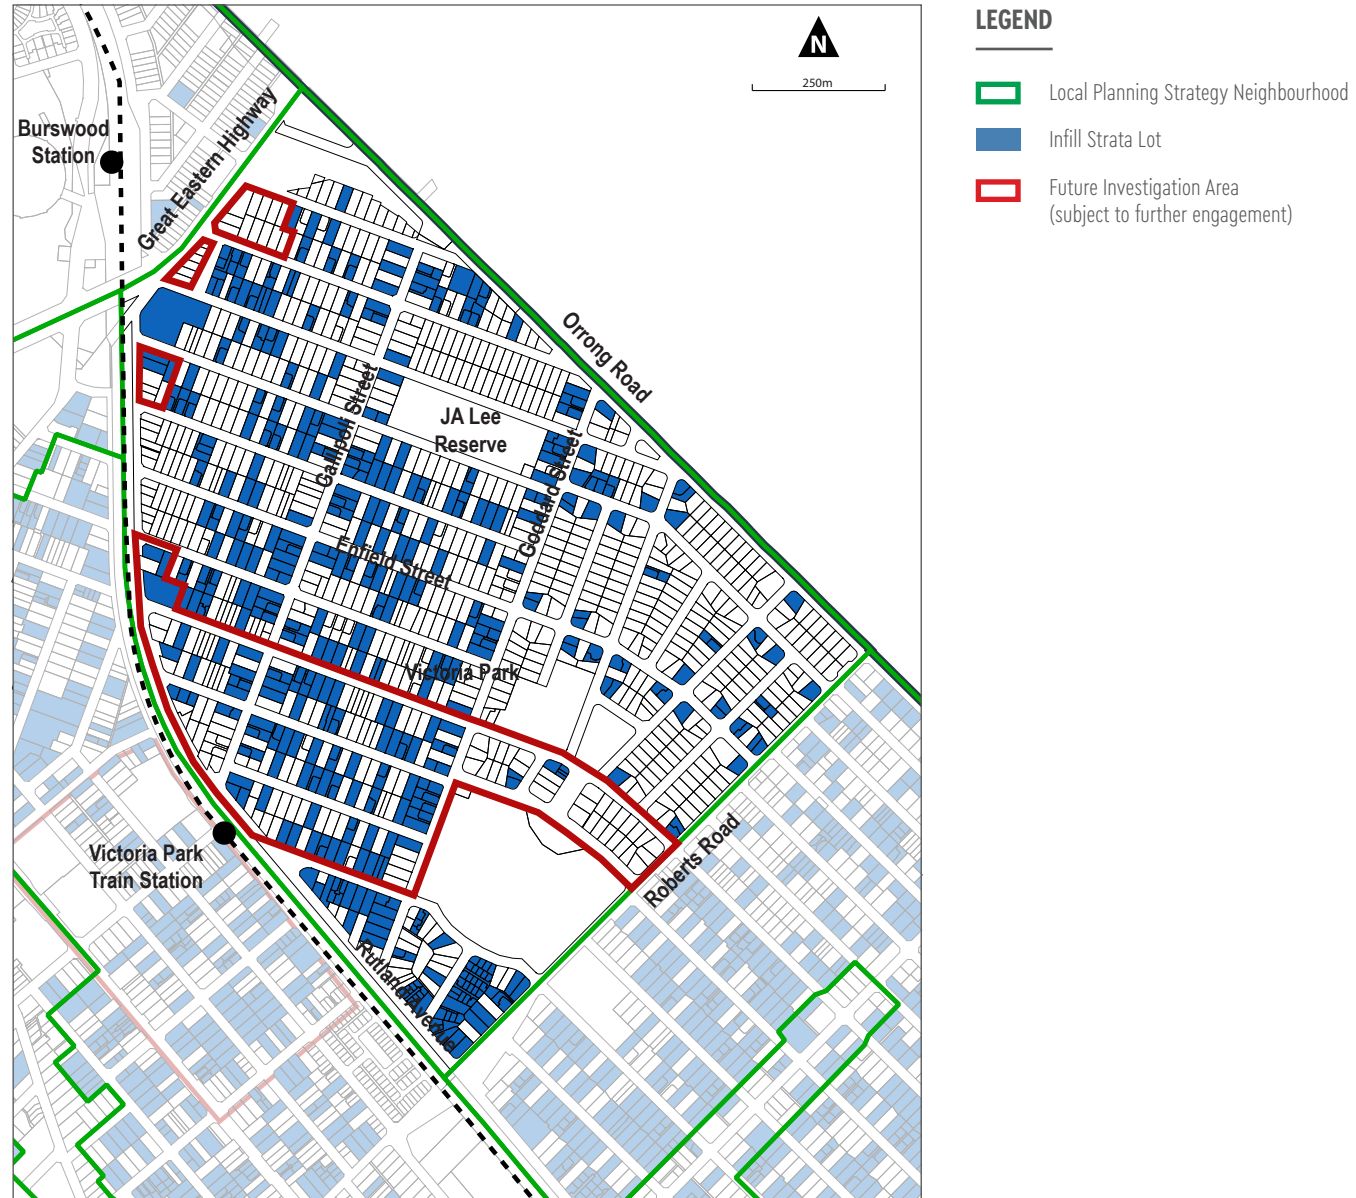 N
250m
Burswood
Station
Great Eastern Highway
Orrong Road
JA Lee
Reserve
Callipoli Street
Goddard Street
Enfield Street
Victoria Park
Victoria Park
Train Station
Roberts Road
Rutland Avenue
LEGEND
Local Planning Strategy Neighbourhood
Infill Strata Lot
Future Investigation Area
(subject to further engagement)